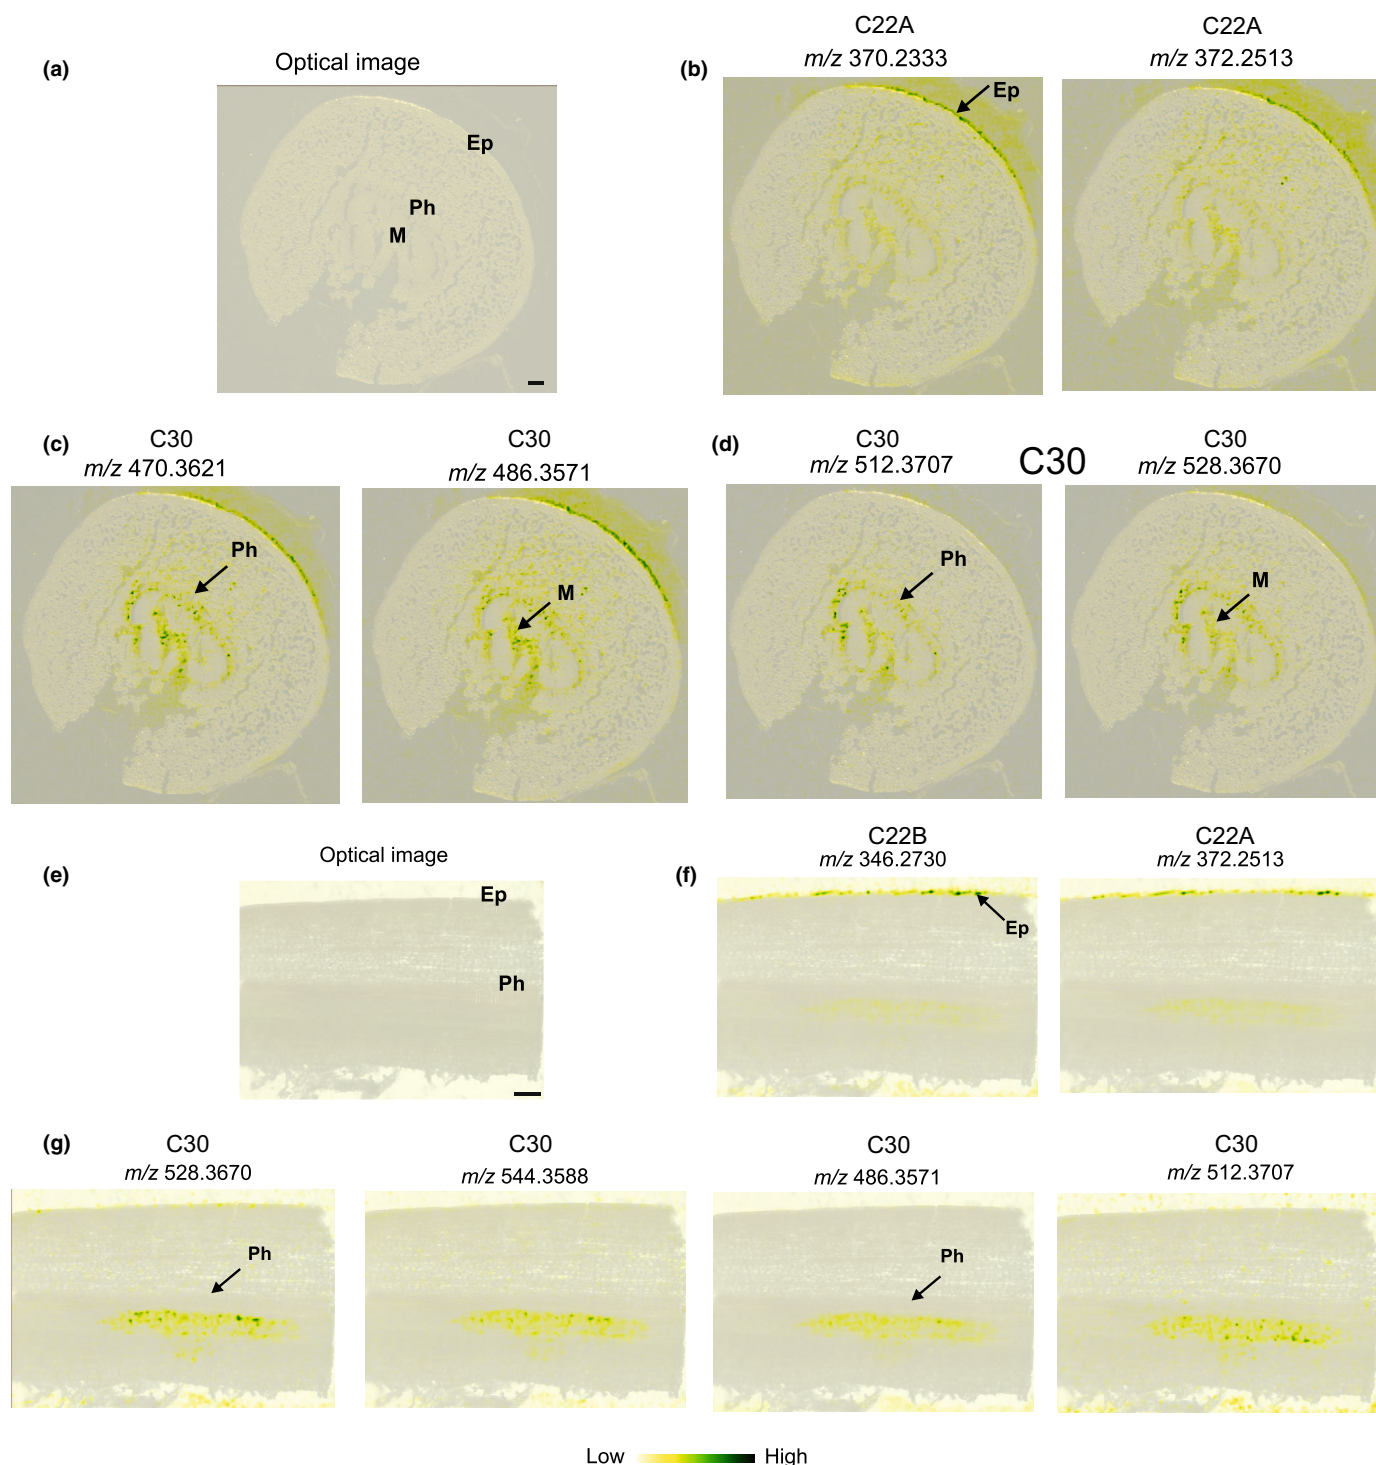 (a)
Optical image
Ep
Ph
M
(b)
C22A
m/z 370.2333
Ep
C22A
m/z 372.2513
(c)
C30
m/z 470.3621
Ph
C30
m/z 486.3571
M
(d)
C30
m/z 512.3707
Ph
C30
C30
m/z 528.3670
M
(e)
Optical image
Ep
Ph
(f)
C22B
m/z 346.2730
Ep
C22A
m/z 372.2513
(g)
C30
m/z 528.3670
Ph
C30
m/z 544.3588
C30
m/z 486.3571
Ph
C30
m/z 512.3707
Low
High